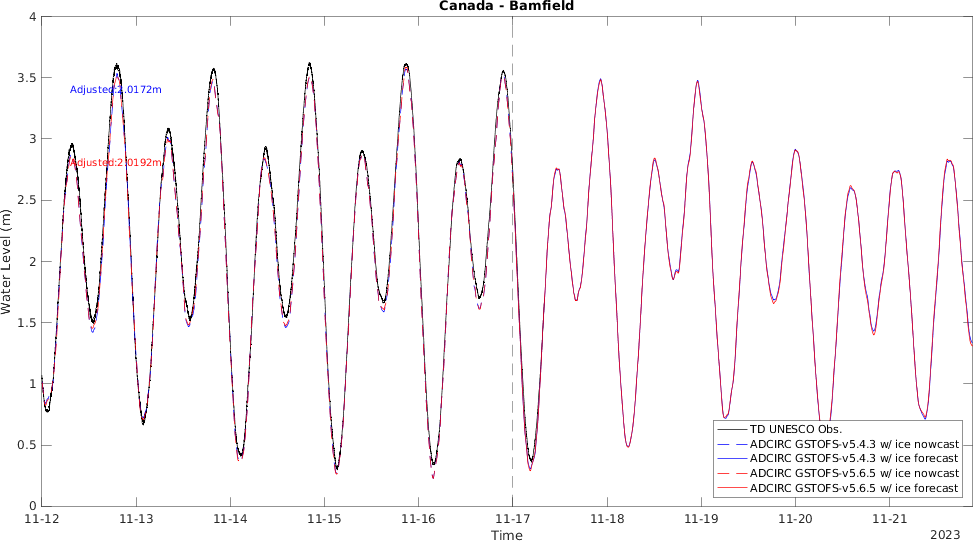 Canada - Bamfield
4
3.5
3
2.5
2
1.5
1
0.5
0
Water Level (m)
Adjusted:2.0172m
Adjusted:2.0192m
TD UNESCO Obs.
ADCIRC GSTOFS-v5.4.3 w/ ice nowcast
ADCIRC GSTOFS-v5.4.3 w/ ice forecast
ADCIRC GSTOFS-v5.6.5 w/ ice nowcast
ADCIRC GSTOFS-v5.6.5 w/ ice forecast
11-12 11-13 11-14 11-15 11-16 11-17 11-18 11-19 11-20 11-21
Time
2023